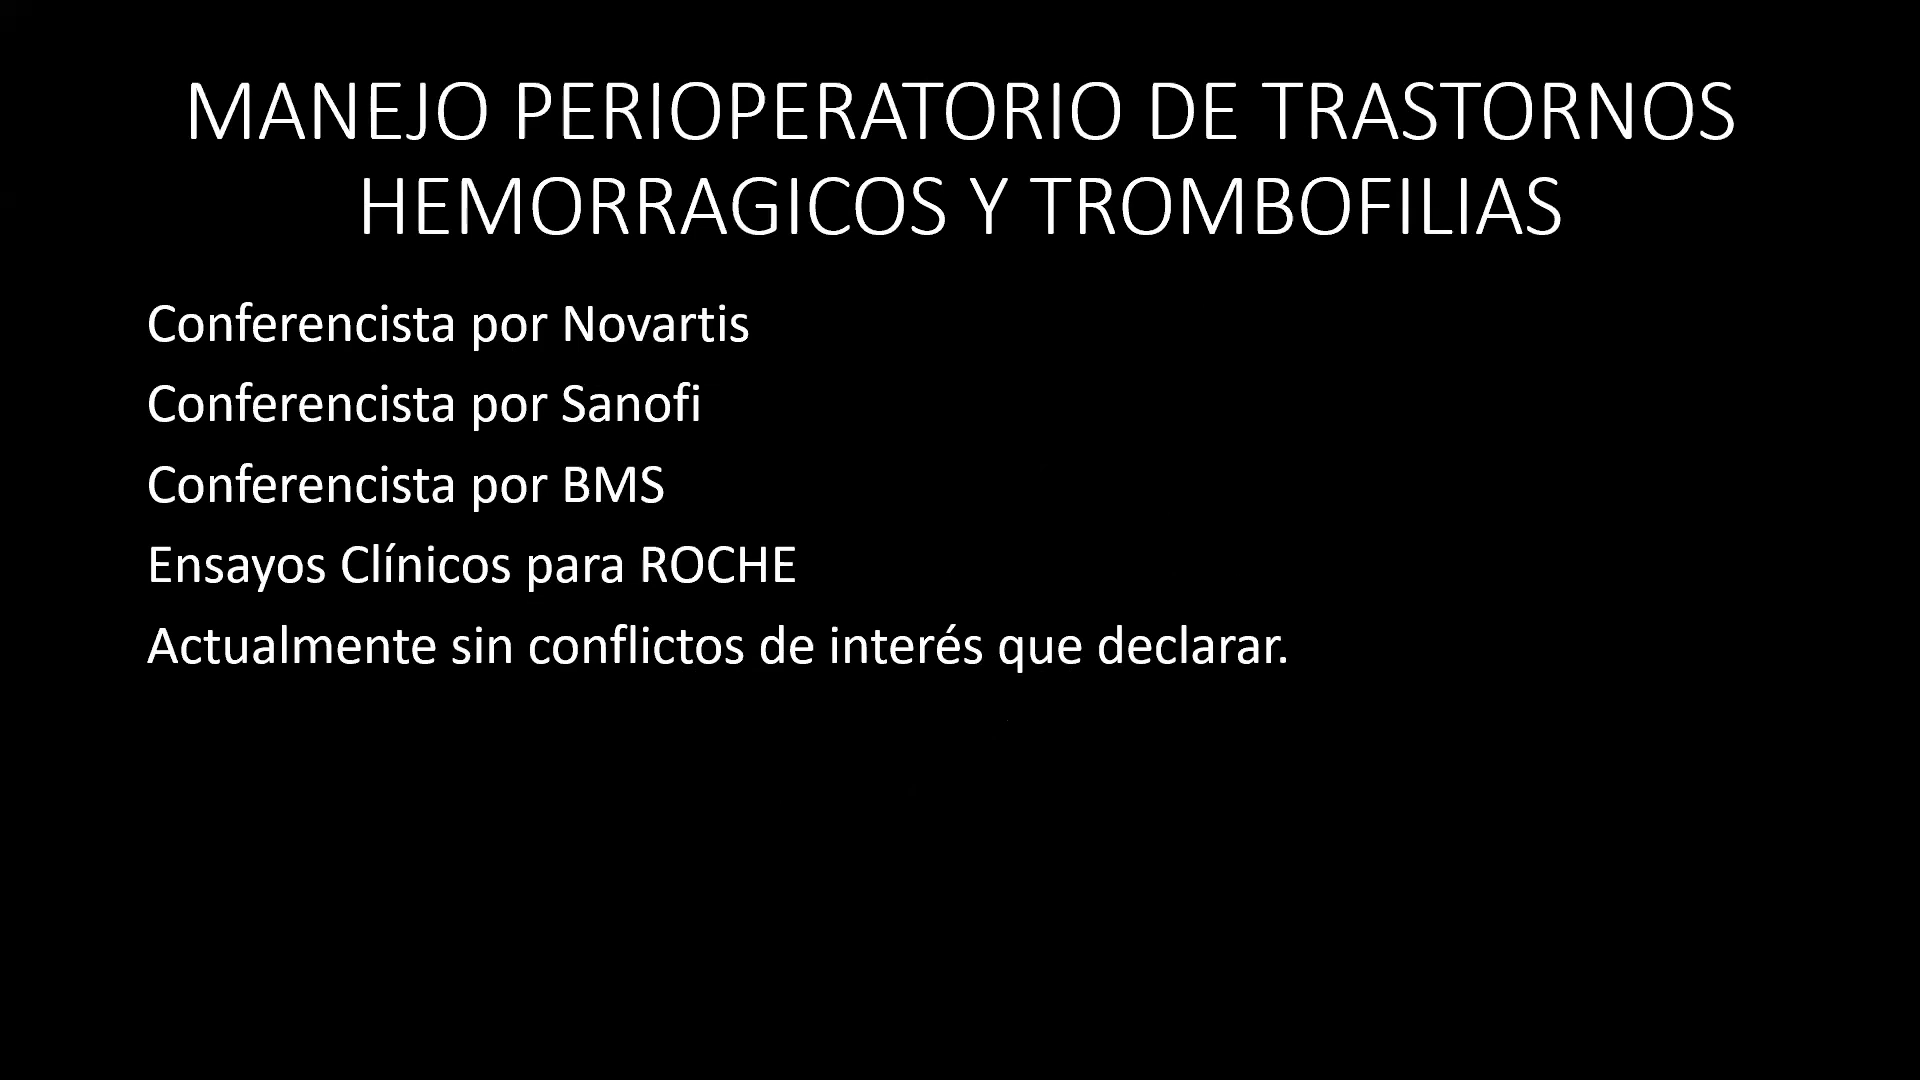 MANEJO PERIOPERATORIO DE TRASTORNOS
HEMORRAGICOS Y TROMBOFILIAS
Conferencista por Novartis
Conferencista por Sanofi
Conferencista por BMS
Ensayos Clínicos para ROCHE
Actualmente sin conflictos de interés que declarar.